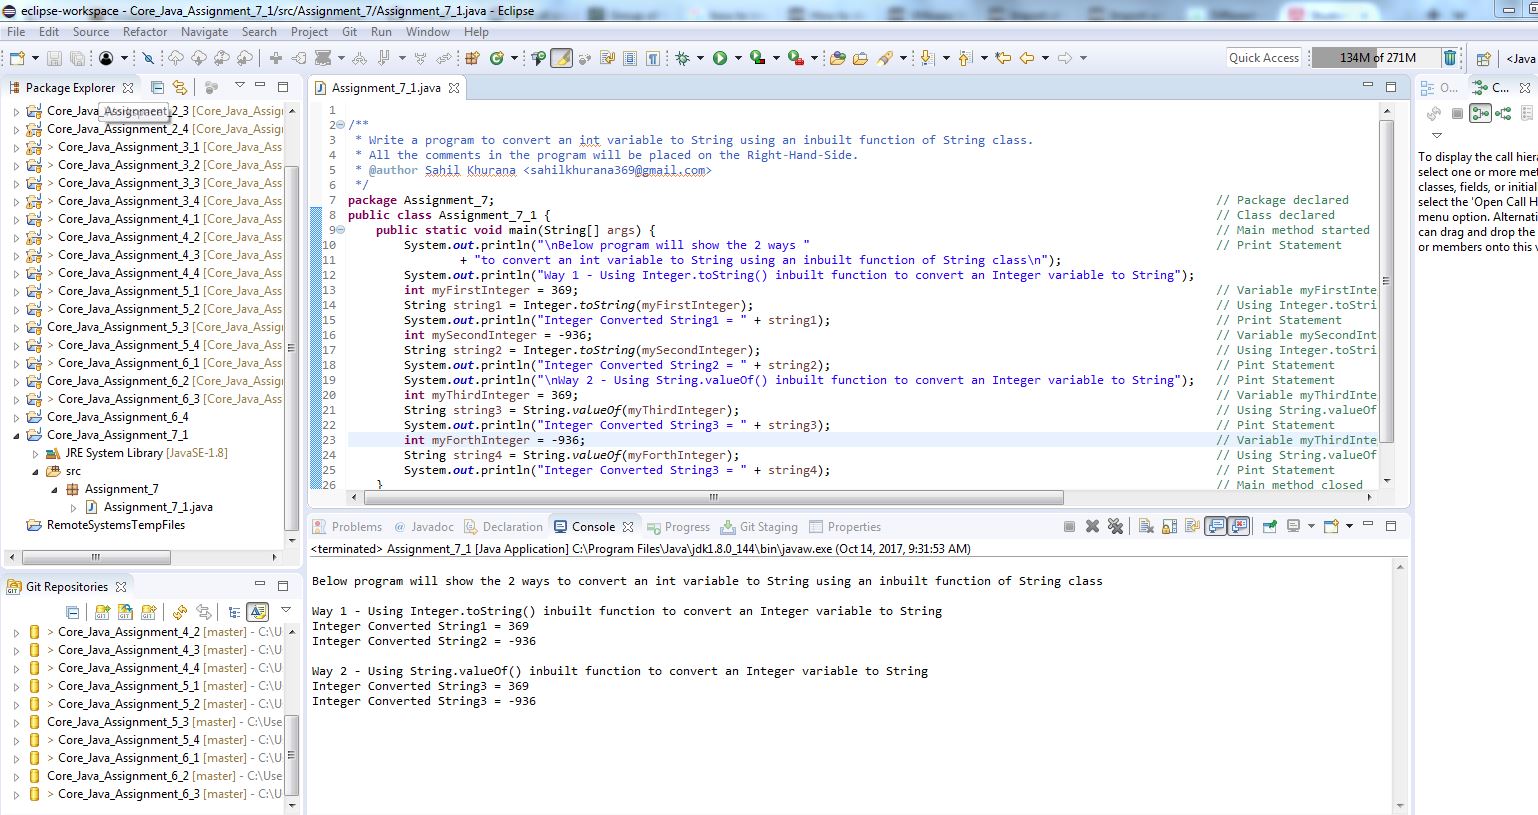 eclipse-workspace - Core_Java_Assignment_7_1/src/Assignment_7/Assignment_7_1.java - Eclipse
File Edit Source Refactor Navigate Search Project Git Run Window Help
Quick Access
134M of 271M
<Java
Package Explorer
Core_Java_Assignment_2_3 [Core_Java_Assig
Core_Java_Assignment_2_4 [Core_Java_Assig
> Core_Java_Assignment_3_1 [Core_Java_Ass
> Core_Java_Assignment_3_2 [Core_Java_Ass
> Core_Java_Assignment_3_3 [Core_Java_Ass
> Core_Java_Assignment_3_4 [Core_Java_Ass
> Core_Java_Assignment_4_1 [Core_Java_Ass
> Core_Java_Assignment_4_2 [Core_Java_Ass
> Core_Java_Assignment_4_3 [Core_Java_Ass
> Core_Java_Assignment_4_4 [Core_Java_Ass
> Core_Java_Assignment_5_1 [Core_Java_Ass
> Core_Java_Assignment_5_2 [Core_Java_Ass
Core_Java_Assignment_5_3 [Core_Java_Assig
> Core_Java_Assignment_5_4 [Core_Java_Ass
> Core_Java_Assignment_6_1 [Core_Java_Ass
Core_Java_Assignment_6_2 [Core_Java_Assig
> Core_Java_Assignment_6_3 [Core_Java_Ass
Core_Java_Assignment_6_4
Core_Java_Assignment_7_1
JRE System Library [JavaSE-1.8]
src
Assignment_7
Assignment_7_1.java
RemoteSystemsTempFiles
Git Repositories
> Core_Java_Assignment_4_2 [master] - C:\U
> Core_Java_Assignment_4_3 [master] - C:\U
> Core_Java_Assignment_4_4 [master] - C:\U
> Core_Java_Assignment_5_1 [master] - C:\U
> Core_Java_Assignment_5_2 [master] - C:\U
Core_Java_Assignment_5_3 [master] - C:\Use
> Core_Java_Assignment_5_4 [master] - C:\U
> Core_Java_Assignment_6_1 [master] - C:\U
Core_Java_Assignment_6_2 [master] - C:\Use
> Core_Java_Assignment_6_3 [master] - C:\U
Assignment_7_1.java
1
2 /**
3 * Write a program to convert an int variable to String using an inbuilt function of String class.
4 * All the comments in the program will be placed on the Right-Hand-Side.
5 * @author Sahil Khurana <sahilkhurana369@gmail.com>
6 */
7 package Assignment_7; // Package declared
8 public class Assignment_7_1 { // Class declared
9 public static void main(String[] args) { // Main method started
10 System.out.println("\nBelow program will show the 2 ways " // Print Statement
11 + "to convert an int variable to String using an inbuilt function of String class\n");
12 System.out.println("Way 1 - Using Integer.toString() inbuilt function to convert an Integer variable to String");
13 int myFirstInteger = 369; // Variable myFirstInte
14 String string1 = Integer.toString(myFirstInteger); // Using Integer.toStri
15 System.out.println("Integer Converted String1 = " + string1); // Print Statement
16 int mySecondInteger = -936; // Variable mySecondInt
17 String string2 = Integer.toString(mySecondInteger); // Using Integer.toStri
18 System.out.println("Integer Converted String2 = " + string2); // Pint Statement
19 System.out.println("\nWay 2 - Using String.valueOf() inbuilt function to convert an Integer variable to String"); // Pint Statement
20 int myThirdInteger = 369; // Variable myThirdInte
21 String string3 = String.valueOf(myThirdInteger); // Using String.valueOf
22 System.out.println("Integer Converted String3 = " + string3); // Pint Statement
23 int myForthInteger = -936; // Variable myThirdInte
24 String string4 = String.valueOf(myForthInteger); // Using String.valueOf
25 System.out.println("Integer Converted String3 = " + string4); // Pint Statement
26 } // Main method closed
Problems @ Javadoc Declaration Console Progress Git Staging Properties
<terminated> Assignment_7_1 [Java Application] C:\Program Files\Java\jdk1.8.0_144\bin\javaw.exe (Oct 14, 2017, 9:31:53 AM)
Below program will show the 2 ways to convert an int variable to String using an inbuilt function of String class
Way 1 - Using Integer.toString() inbuilt function to convert an Integer variable to String
Integer Converted String1 = 369
Integer Converted String2 = -936
Way 2 - Using String.valueOf() inbuilt function to convert an Integer variable to String
Integer Converted String3 = 369
Integer Converted String3 = -936
O... C...
To display the call hiera
select one or more met
classes, fields, or initial
select the 'Open Call H
menu option. Alternati
can drag and drop the
or members onto this v